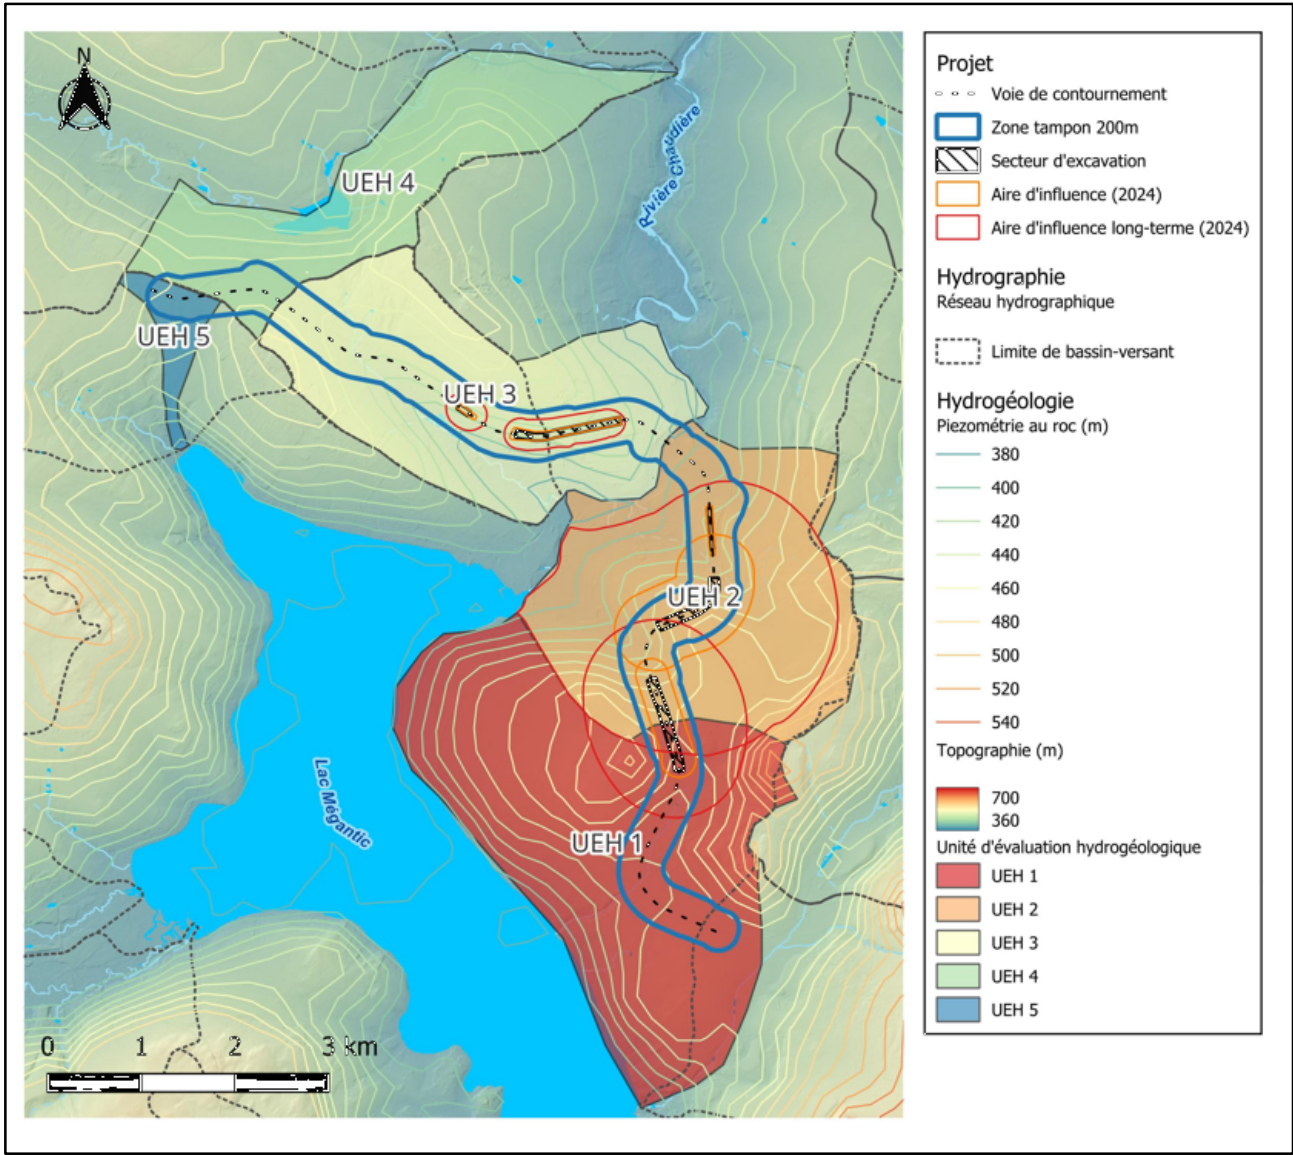 N
UEH 4
Rivière Chaudière
UEH 5
UEH 3
UEH 2
UEH 1
Lac Mégantic
0 1 2 3 km
Projet
Voie de contournement
Zone tampon 200m
Secteur d'excavation
Aire d'influence (2024)
Aire d'influence long-terme (2024)
Hydrographie
Réseau hydrographique
Limite de bassin-versant
Hydrogéologie
Piezométrie au roc (m)
380
400
420
440
460
480
500
520
540
Topographie (m)
700
360
Unité d'évaluation hydrogéologique
UEH 1
UEH 2
UEH 3
UEH 4
UEH 5